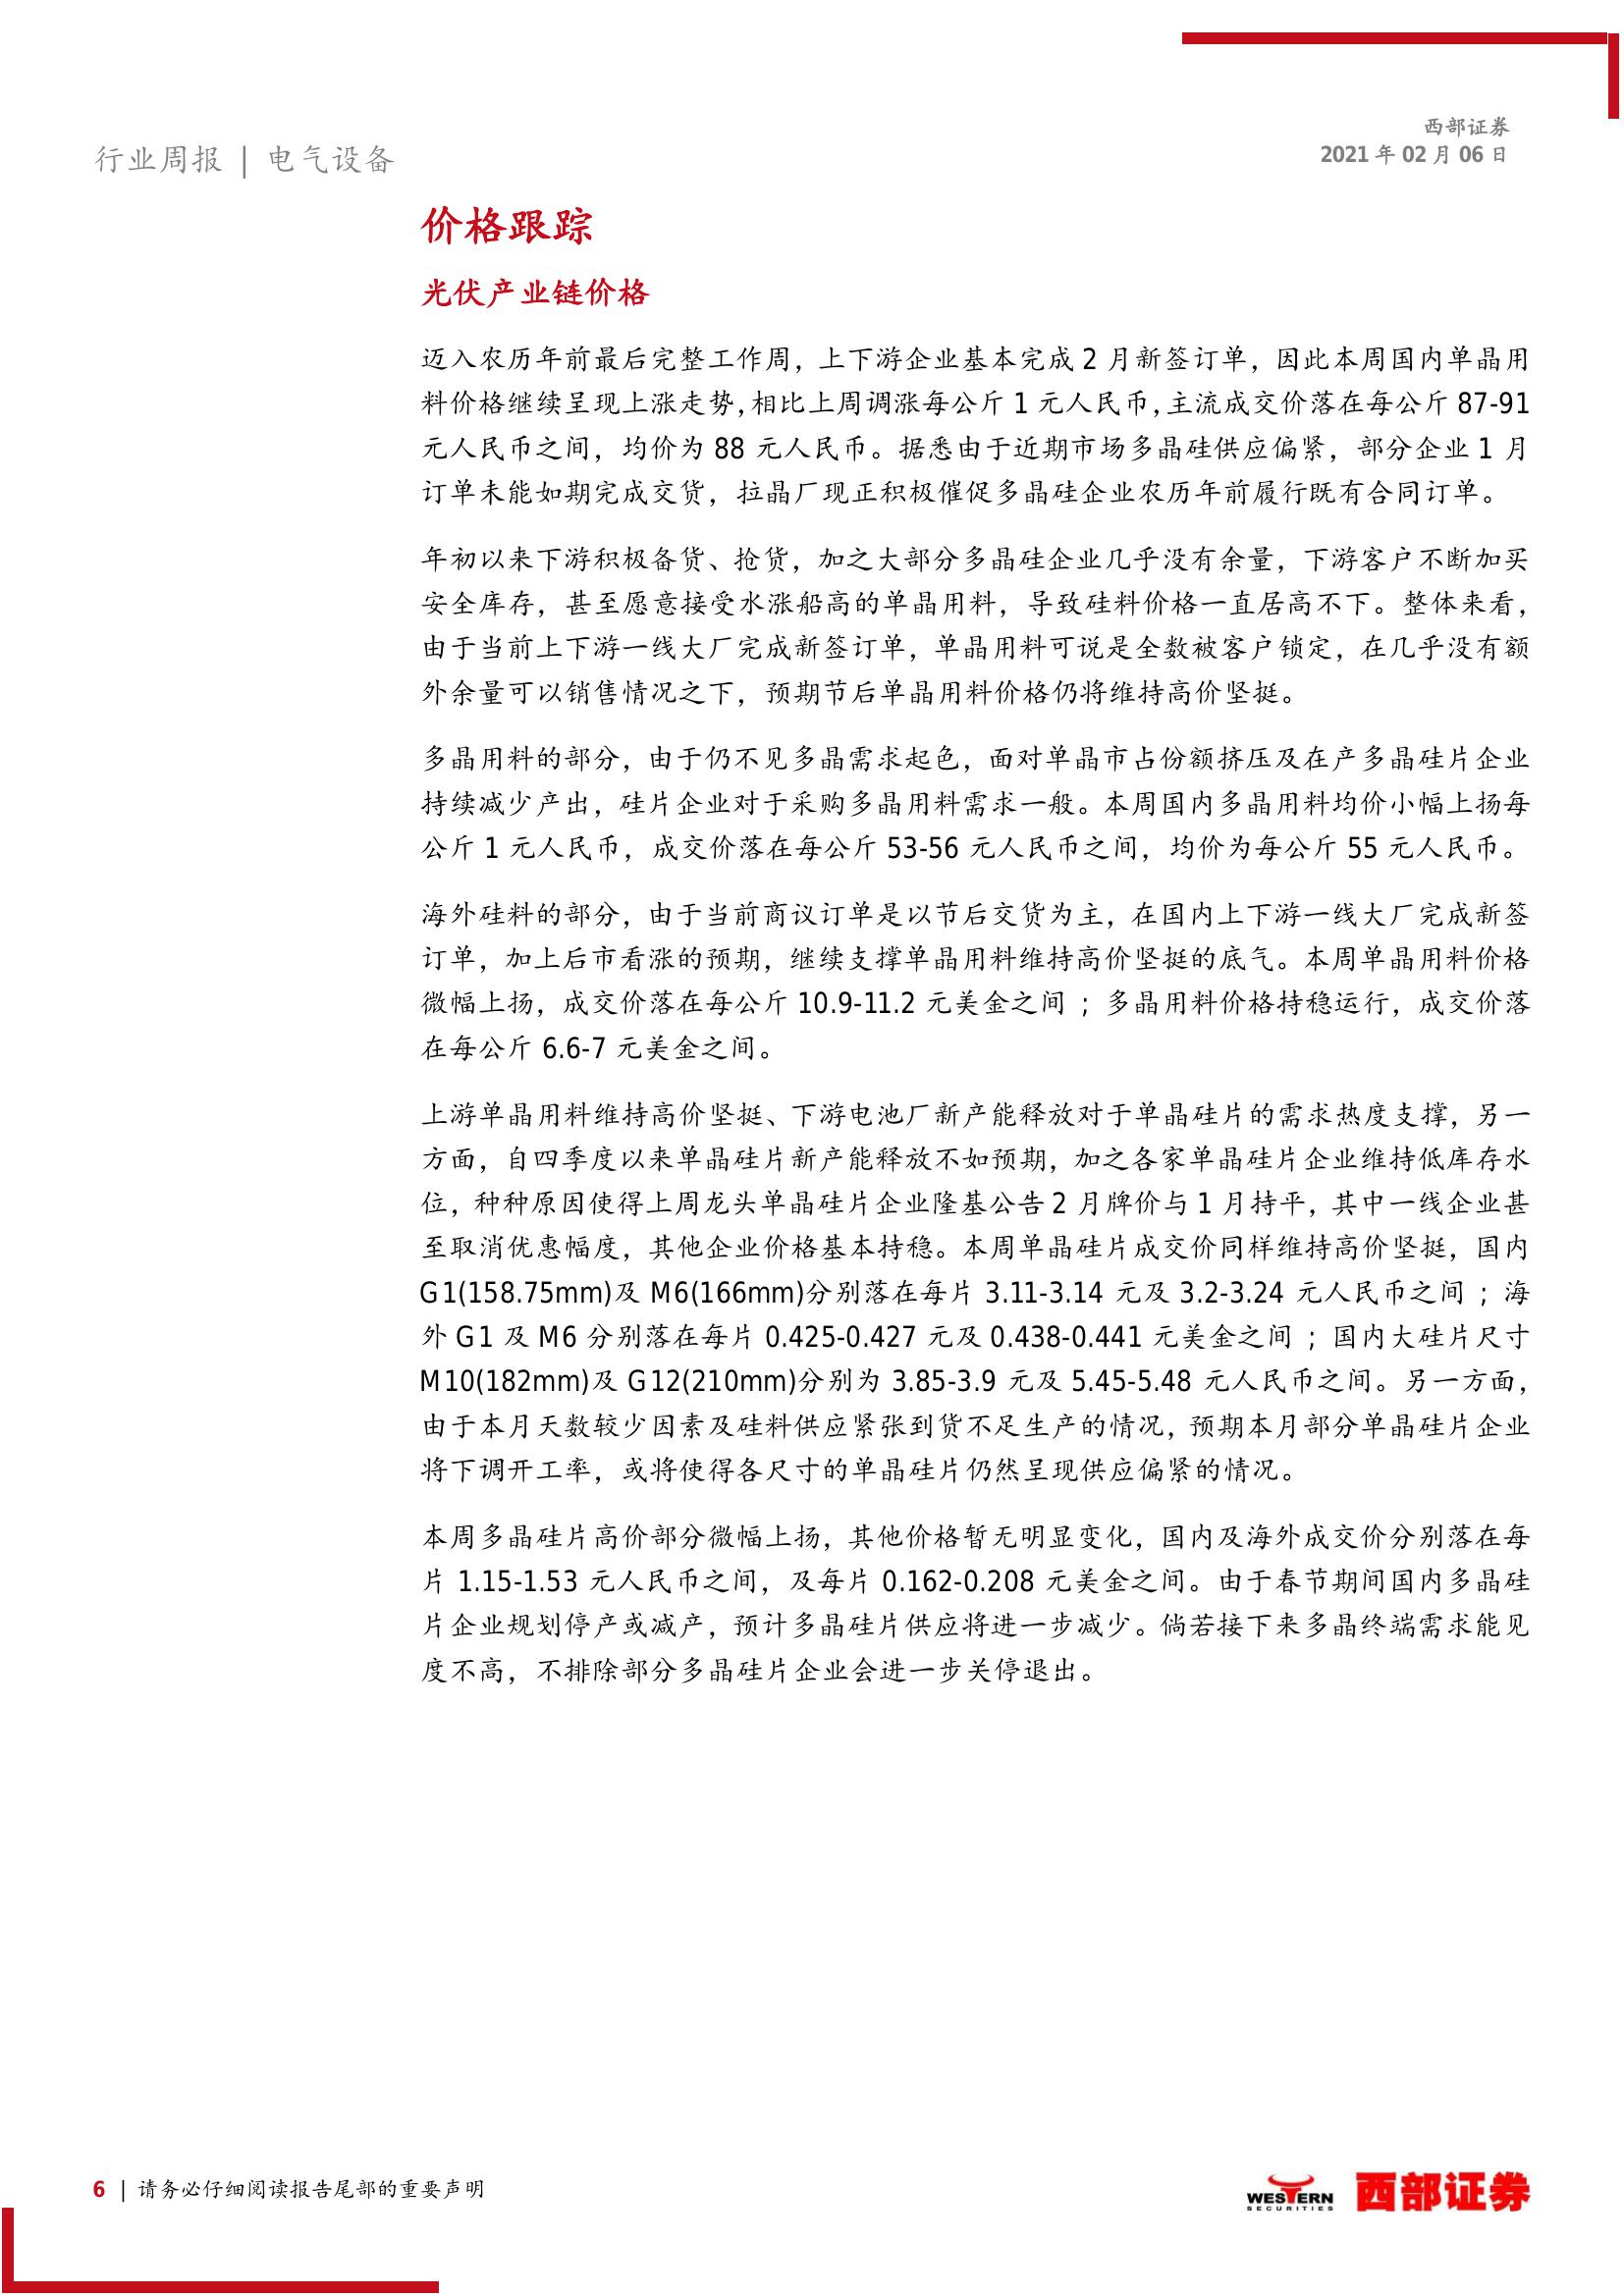 西部证券
2021 年 02 月 06 日
行业周报 | 电气设备
价格跟踪
光伏产业链价格
迈入农历年前最后完整工作周，上下游企业基本完成 2 月新签订单，因此本周国内单晶用
料价格继续呈现上涨走势，相比上周调涨每公斤 1 元人民币，主流成交价落在每公斤 87-91
元人民币之间，均价为 88 元人民币。据悉由于近期市场多晶硅供应偏紧，部分企业 1 月
订单未能如期完成交货，拉晶厂现正积极催促多晶硅企业农历年前履行既有合同订单。
年初以来下游积极备货、抢货，加之大部分多晶硅企业几乎没有余量，下游客户不断加买
安全库存，甚至愿意接受水涨船高的单晶用料，导致硅料价格一直居高不下。整体来看，
由于当前上下游一线大厂完成新签订单，单晶用料可说是全数被客户锁定，在几乎没有额
外余量可以销售情况之下，预期节后单晶用料价格仍将维持高价坚挺。
多晶用料的部分，由于仍不见多晶需求起色，面对单晶市占份额挤压及在产多晶硅片企业
持续减少产出，硅片企业对于采购多晶用料需求一般。本周国内多晶用料均价小幅上扬每
公斤 1 元人民币，成交价落在每公斤 53-56 元人民币之间，均价为每公斤 55 元人民币。
海外硅料的部分，由于当前商议订单是以节后交货为主，在国内上下游一线大厂完成新签
订单，加上后市看涨的预期，继续支撑单晶用料维持高价坚挺的底气。本周单晶用料价格
微幅上扬，成交价落在每公斤 10.9-11.2 元美金之间 ；多晶用料价格持稳运行，成交价落
在每公斤 6.6-7 元美金之间。
上游单晶用料维持高价坚挺、下游电池厂新产能释放对于单晶硅片的需求热度支撑，另一
方面，自四季度以来单晶硅片新产能释放不如预期，加之各家单晶硅片企业维持低库存水
位，种种原因使得上周龙头单晶硅片企业隆基公告 2 月牌价与 1 月持平，其中一线企业甚
至取消优惠幅度，其他企业价格基本持稳。本周单晶硅片成交价同样维持高价坚挺，国内
G1(158.75mm)及 M6(166mm)分别落在每片 3.11-3.14 元及 3.2-3.24 元人民币之间 ；海
外 G1 及 M6 分别落在每片 0.425-0.427 元及 0.438-0.441 元美金之间 ；国内大硅片尺寸
M10(182mm)及 G12(210mm)分别为 3.85-3.9 元及 5.45-5.48 元人民币之间。另一方面，
由于本月天数较少因素及硅料供应紧张到货不足生产的情况，预期本月部分单晶硅片企业
将下调开工率，或将使得各尺寸的单晶硅片仍然呈现供应偏紧的情况。
本周多晶硅片高价部分微幅上扬，其他价格暂无明显变化，国内及海外成交价分别落在每
片 1.15-1.53 元人民币之间，及每片 0.162-0.208 元美金之间。由于春节期间国内多晶硅
片企业规划停产或减产，预计多晶硅片供应将进一步减少。倘若接下来多晶终端需求能见
度不高，不排除部分多晶硅片企业会进一步关停退出。
6 | 请务必仔细阅读报告尾部的重要声明
WESTERN
SECURITIES
西部证券